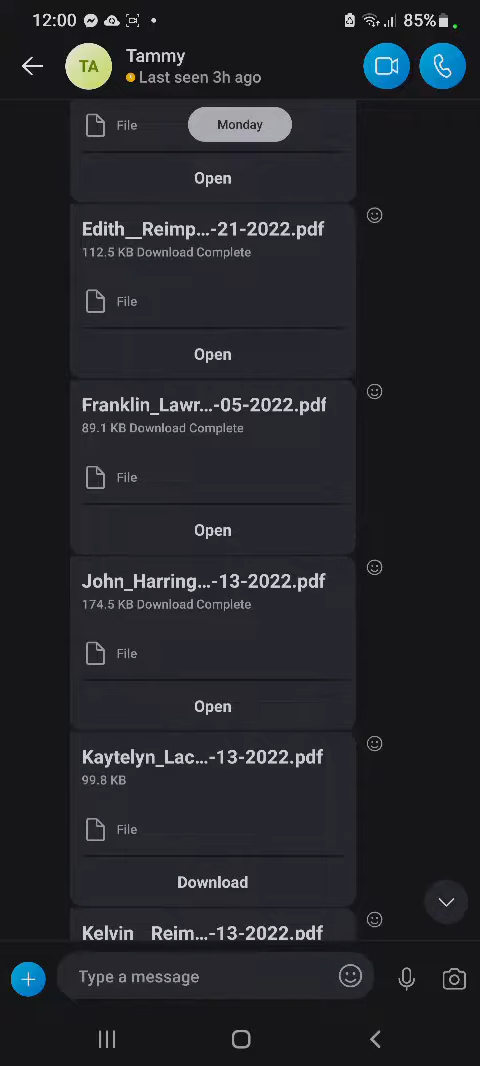 12:00
85%
TA
Tammy
Last seen 3h ago
File
Monday
Open
Edith__Reimp...-21-2022.pdf
112.5 KB Download Complete
File
Open
Franklin_Lawr...-05-2022.pdf
89.1 KB Download Complete
File
Open
John_Harring...-13-2022.pdf
174.5 KB Download Complete
File
Open
Kaytelyn_Lac...-13-2022.pdf
99.8 KB
File
Download
Kelvin__Reim...-13-2022.pdf
Type a message